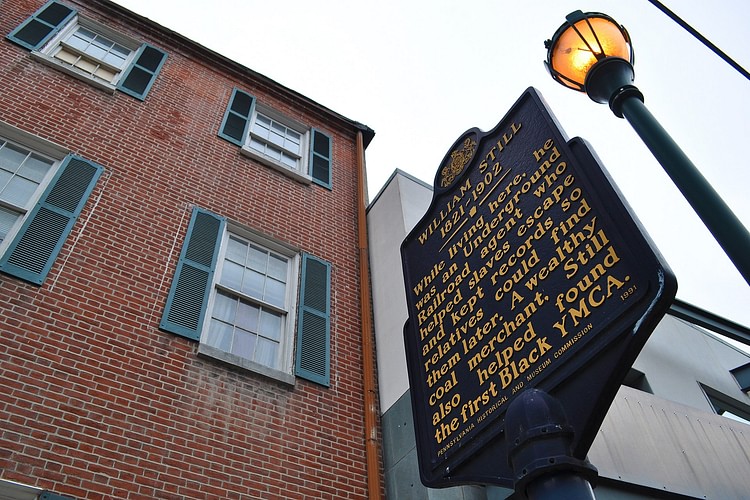 WILLIAM STILL
1821-1902
While living here, he
was an Underground
Railroad agent who
helped slaves escape
and kept records so
relatives could find
them later. A wealthy
coal merchant, Still
also helped found
the first Black YMCA.
PENNSYLVANIA HISTORICAL AND MUSEUM COMMISSION 1991